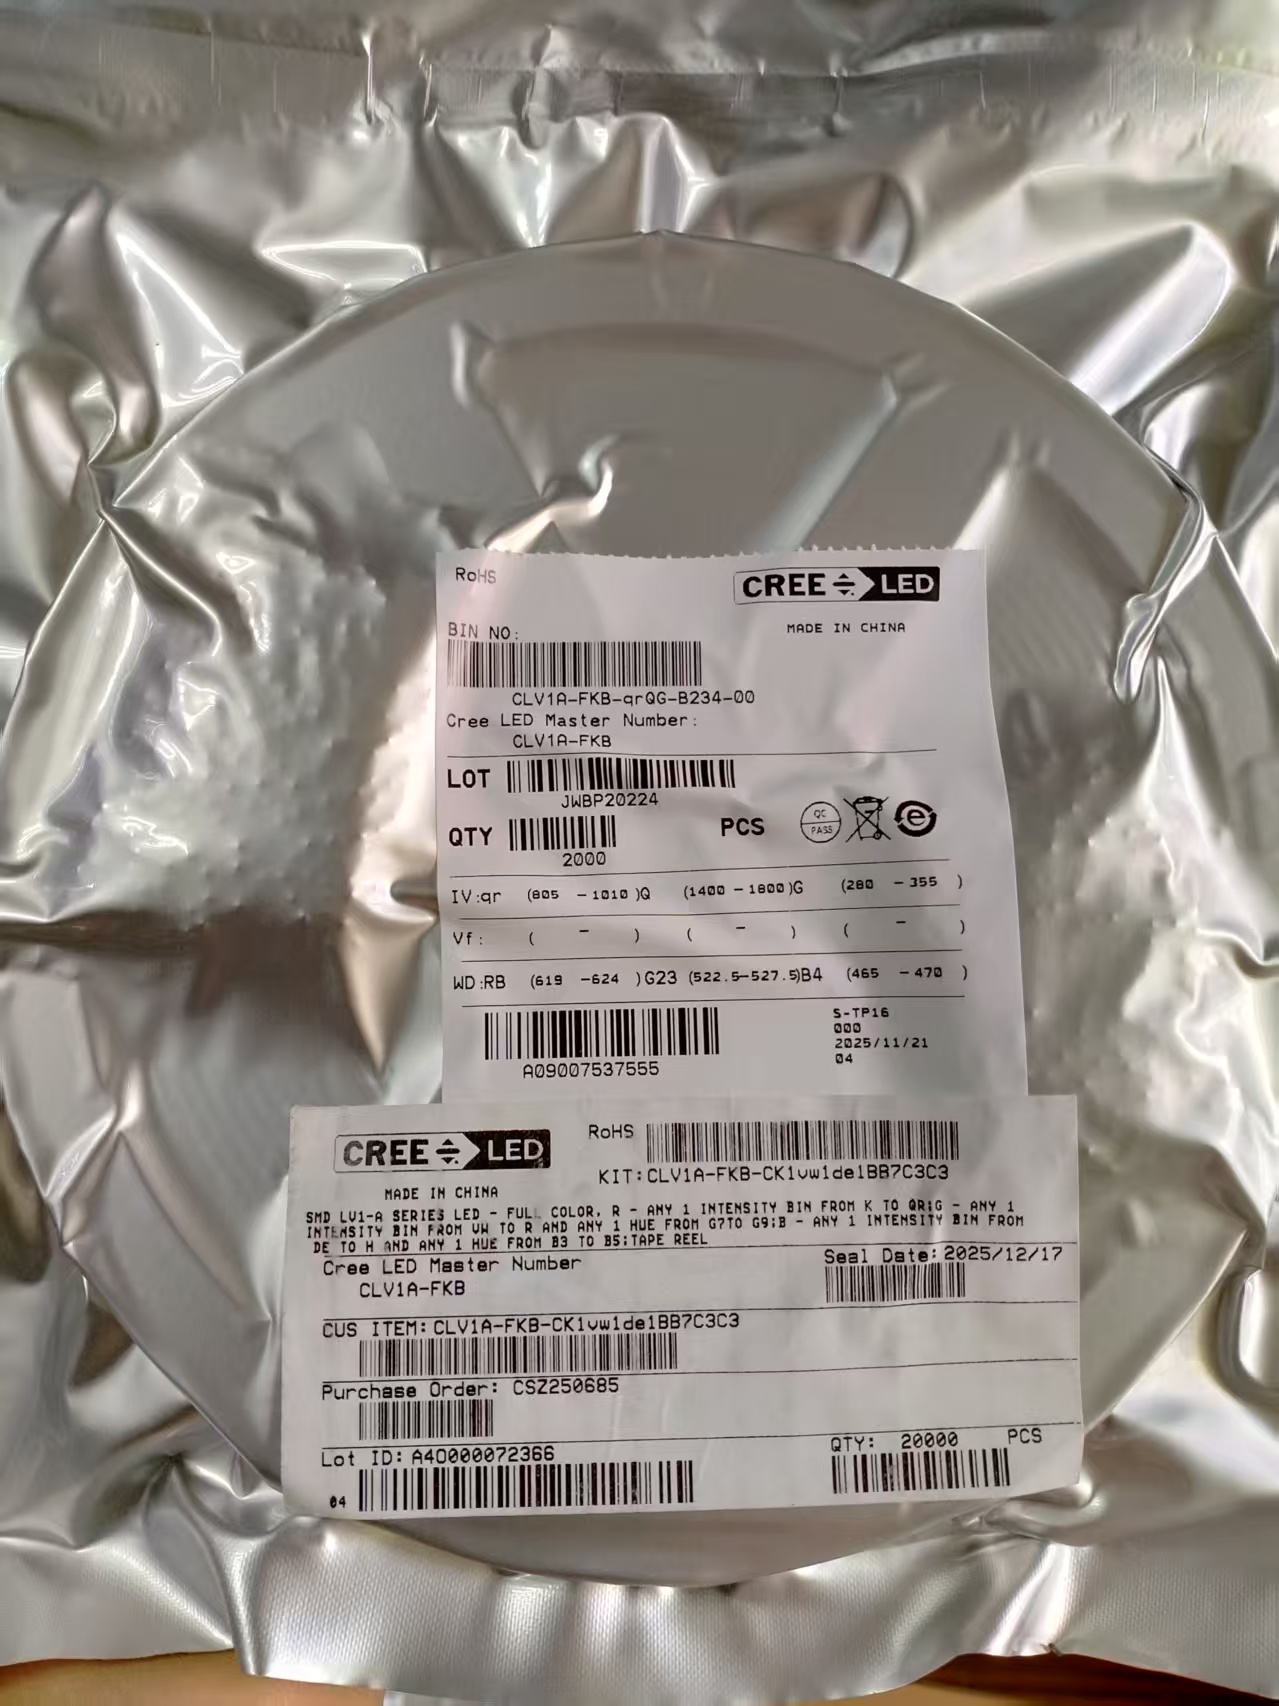 RoHS
CREE LED
MADE IN CHINA
BIN NO:
CLV1A-FKB-qrQG-B234-00
Cree LED Master Number:
CLV1A-FKB
LOT
JWBP20224
QTY PCS
QC PASS
2000
IV:qr (805 - 1010 )Q (1400 - 1800 )G (280 - 355 )
Vf: ( - ) ( - ) ( - )
WD:RB (619 -624 )G23 (522.5-527.5)B4 (465 -470 )
S-TP16
000
2025/11/21
04
A09007537555
CREE LED
RoHS
KIT:CLV1A-FKB-CK1vw1de1BB7C3C3
MADE IN CHINA
SMD LV1-A SERIES LED - FULL COLOR, R - ANY 1 INTENSITY BIN FROM K TO QR;G - ANY 1
INTENSITY BIN FROM VW TO R AND ANY 1 HUE FROM G7TO G9;B - ANY 1 INTENSITY BIN FROM
DE TO H AND ANY 1 HUE FROM B3 TO B5;TAPE REEL
Cree LED Master Number
CLV1A-FKB
Seal Date:2025/12/17
CUS ITEM:CLV1A-FKB-CK1vw1de1BB7C3C3
Purchase Order: CSZ250685
Lot ID: A40000072366
QTY: 20000 PCS
04